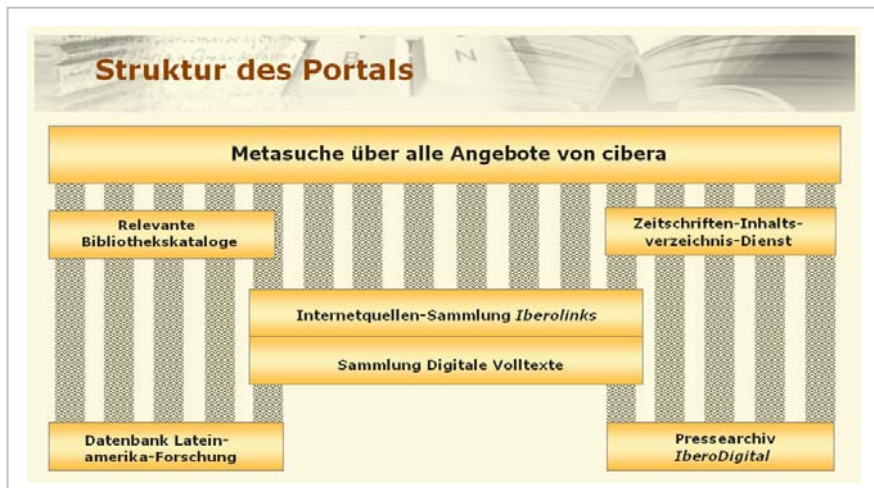 Struktur des Portals
Metasuche über alle Angebote von cibera
Relevante
Bibliothekskataloge
Zeitschriften-Inhalts-
verzeichnis-Dienst
Internetquellen-Sammlung Iberolinks
Sammlung Digitale Volltexte
Datenbank Latein-
amerika-Forschung
Pressearchiv
IberoDigital